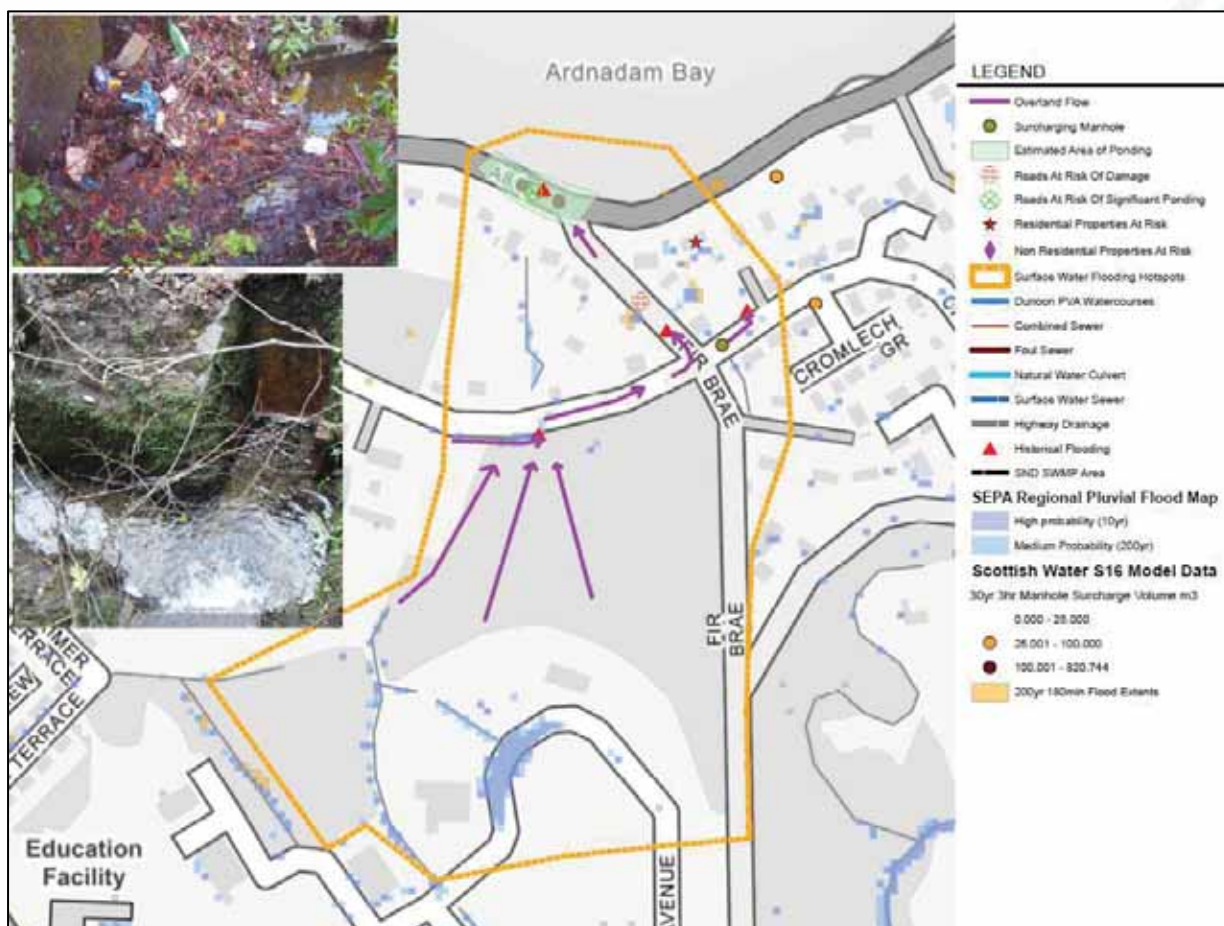 Ardnadam Bay
FIR BRAE
CROMLECH
GR
FIR
BRAE
TERRACE
AVENUE
Education
Facility
LEGEND
Overland Flow
Surcharging Manhole
Estimated Area of Ponding
Roads At Risk Of Damage
Roads At Risk Of Significant Ponding
Residential Properties At Risk
Non Residential Properties At Risk
Surface Water Flooding Hotspots
Dunoon PVA Watercourses
Combined Sewer
Foul Sewer
Natural Water Culvert
Surface Water Sewer
Highway Drainage
Historical Flooding
SND SWMP Area
SEPA Regional Pluvial Flood Map
High probability (10yr)
Medium Probability (200yr)
Scottish Water S16 Model Data
30yr 3hr Manhole Surcharge Volume m3
0.000 - 25.000
25.001 - 100.000
100.001 - 820.744
200yr 180min Flood Extents